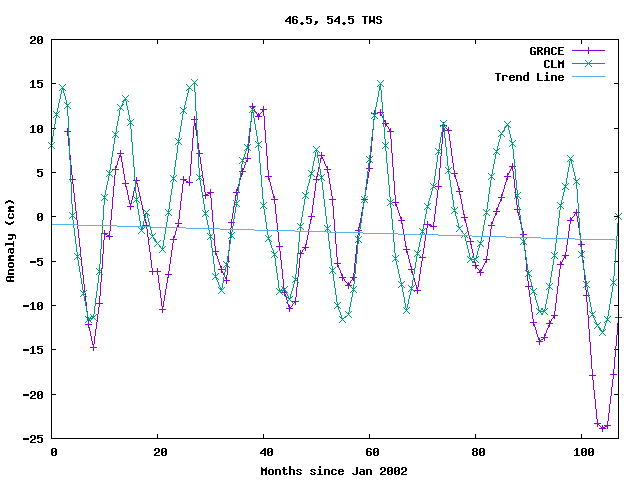 46.5, 54.5 TWS
GRACE
CLM
Trend Line
20
15
10
5
0
-5
-10
-15
-20
-25
Anomaly (cm)
0 20 40 60 80 100
Months since Jan 2002